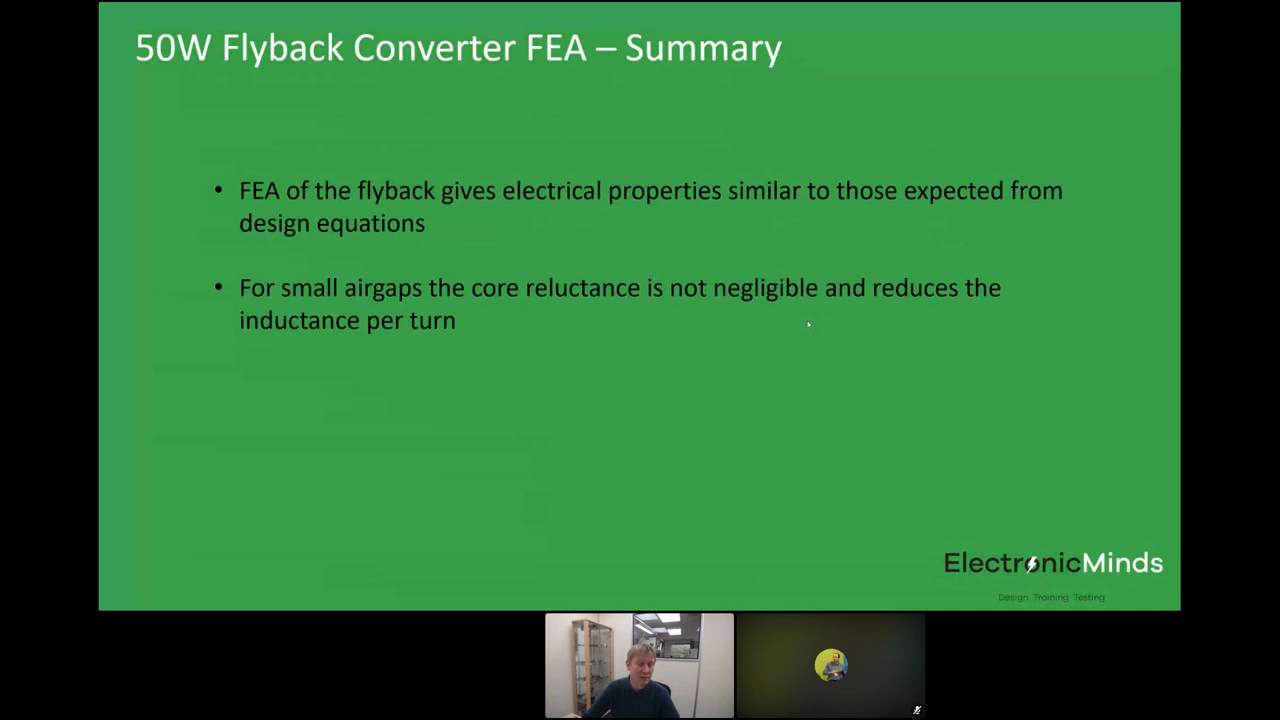 50W Flyback Converter FEA – Summary
• FEA of the flyback gives electrical properties similar to those expected from
design equations
• For small airgaps the core reluctance is not negligible and reduces the
inductance per turn
ElectronicMinds
Design Training Testing